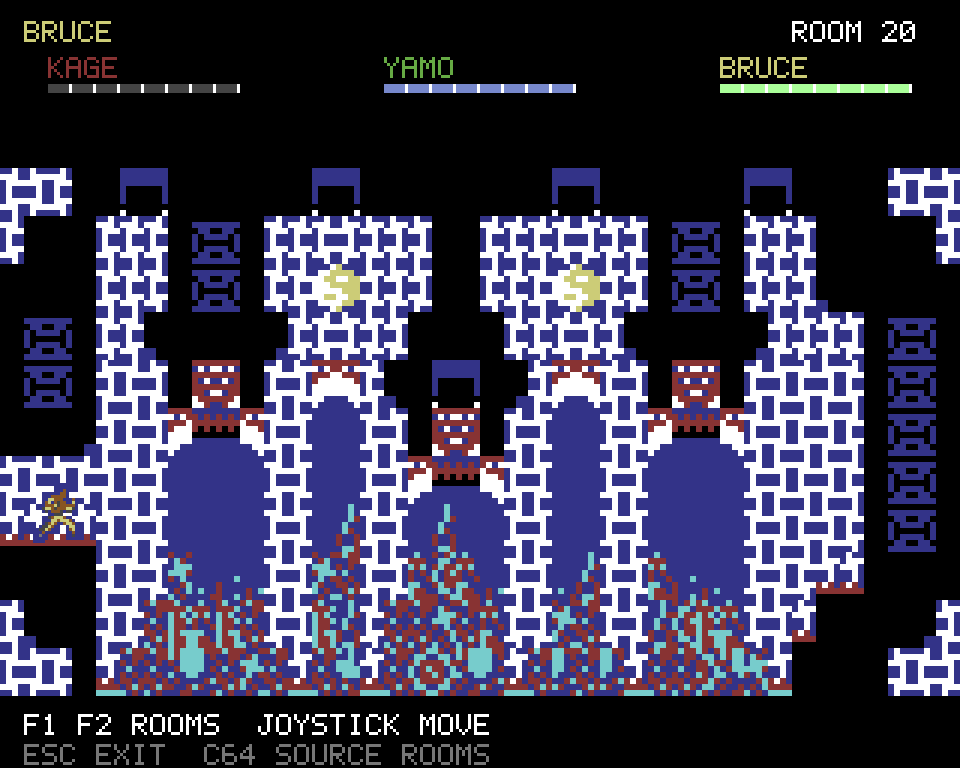 BRUCE ROOM 20
KAGE YAMO BRUCE
S S
F1 F2 ROOMS JOYSTICK MOVE
ESC EXIT C64 SOURCE ROOMS